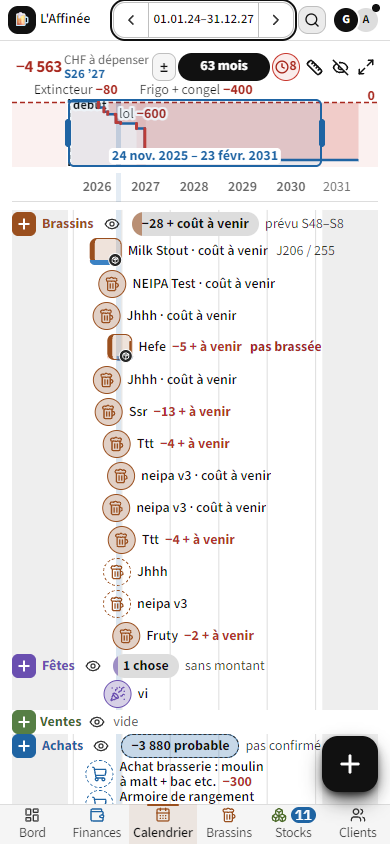 L'Affinée
01.01.24–31.12.27
G
A
−4 563 CHF à dépenser
S26 ’27
±
63 mois
8
Extincteur −80
Frigo + congel −400
0
début
lol −600
24 nov. 2025 – 23 févr. 2031
2026 2027 2028 2029 2030 2031
Brassins
−28 + coût à venir
prévu S48–S8
Milk Stout · coût à venir J206 / 255
NEIPA Test · coût à venir
Jhhh · coût à venir
Hefe −5 + à venir pas brassée
Jhhh · coût à venir
Ssr −13 + à venir
Ttt −4 + à venir
neipa v3 · coût à venir
neipa v3 · coût à venir
Ttt −4 + à venir
Jhhh
neipa v3
Fruty −2 + à venir
Fêtes
1 chose
sans montant
vi
Ventes
vide
Achats
−3 880 probable
pas confirmé
Achat brasserie : moulin
à malt + bac etc. −300
Armoire de rangement
Bord
Finances
Calendrier
Brassins
Stocks
11
Clients